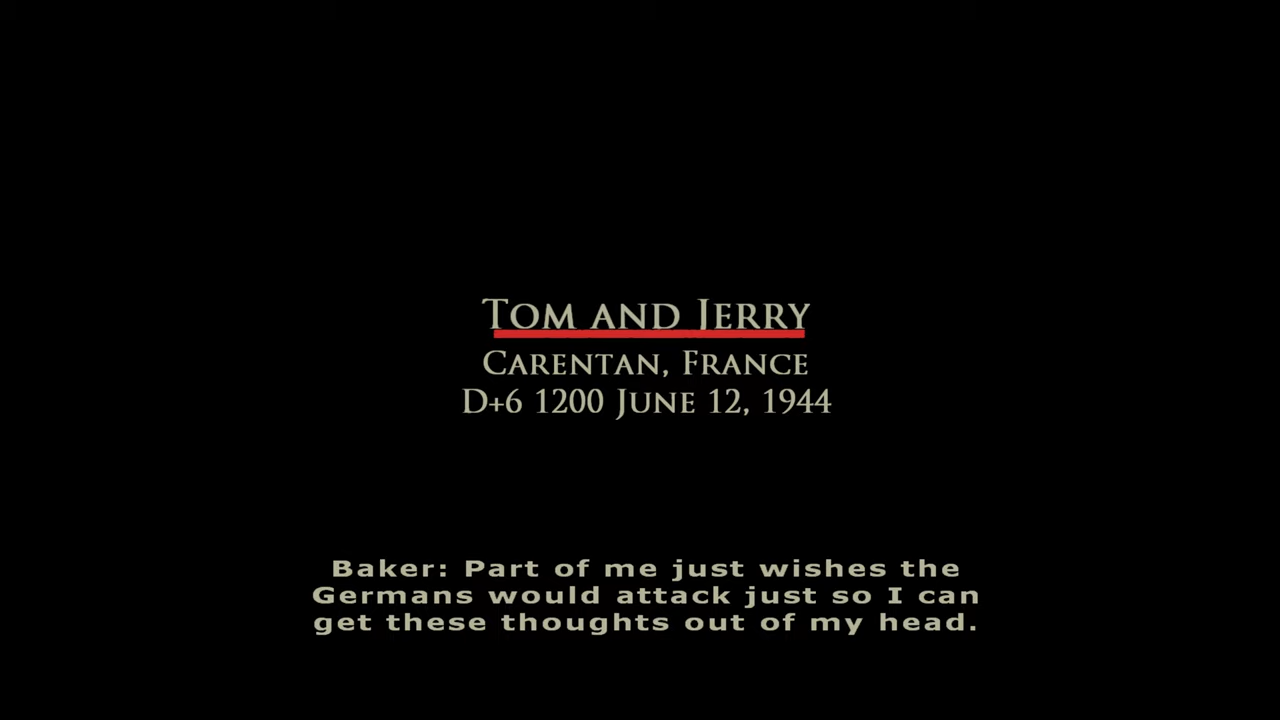 Tom and Jerry
Carentan, France
D+6 1200 June 12, 1944
Baker: Part of me just wishes the
Germans would attack just so I can
get these thoughts out of my head.